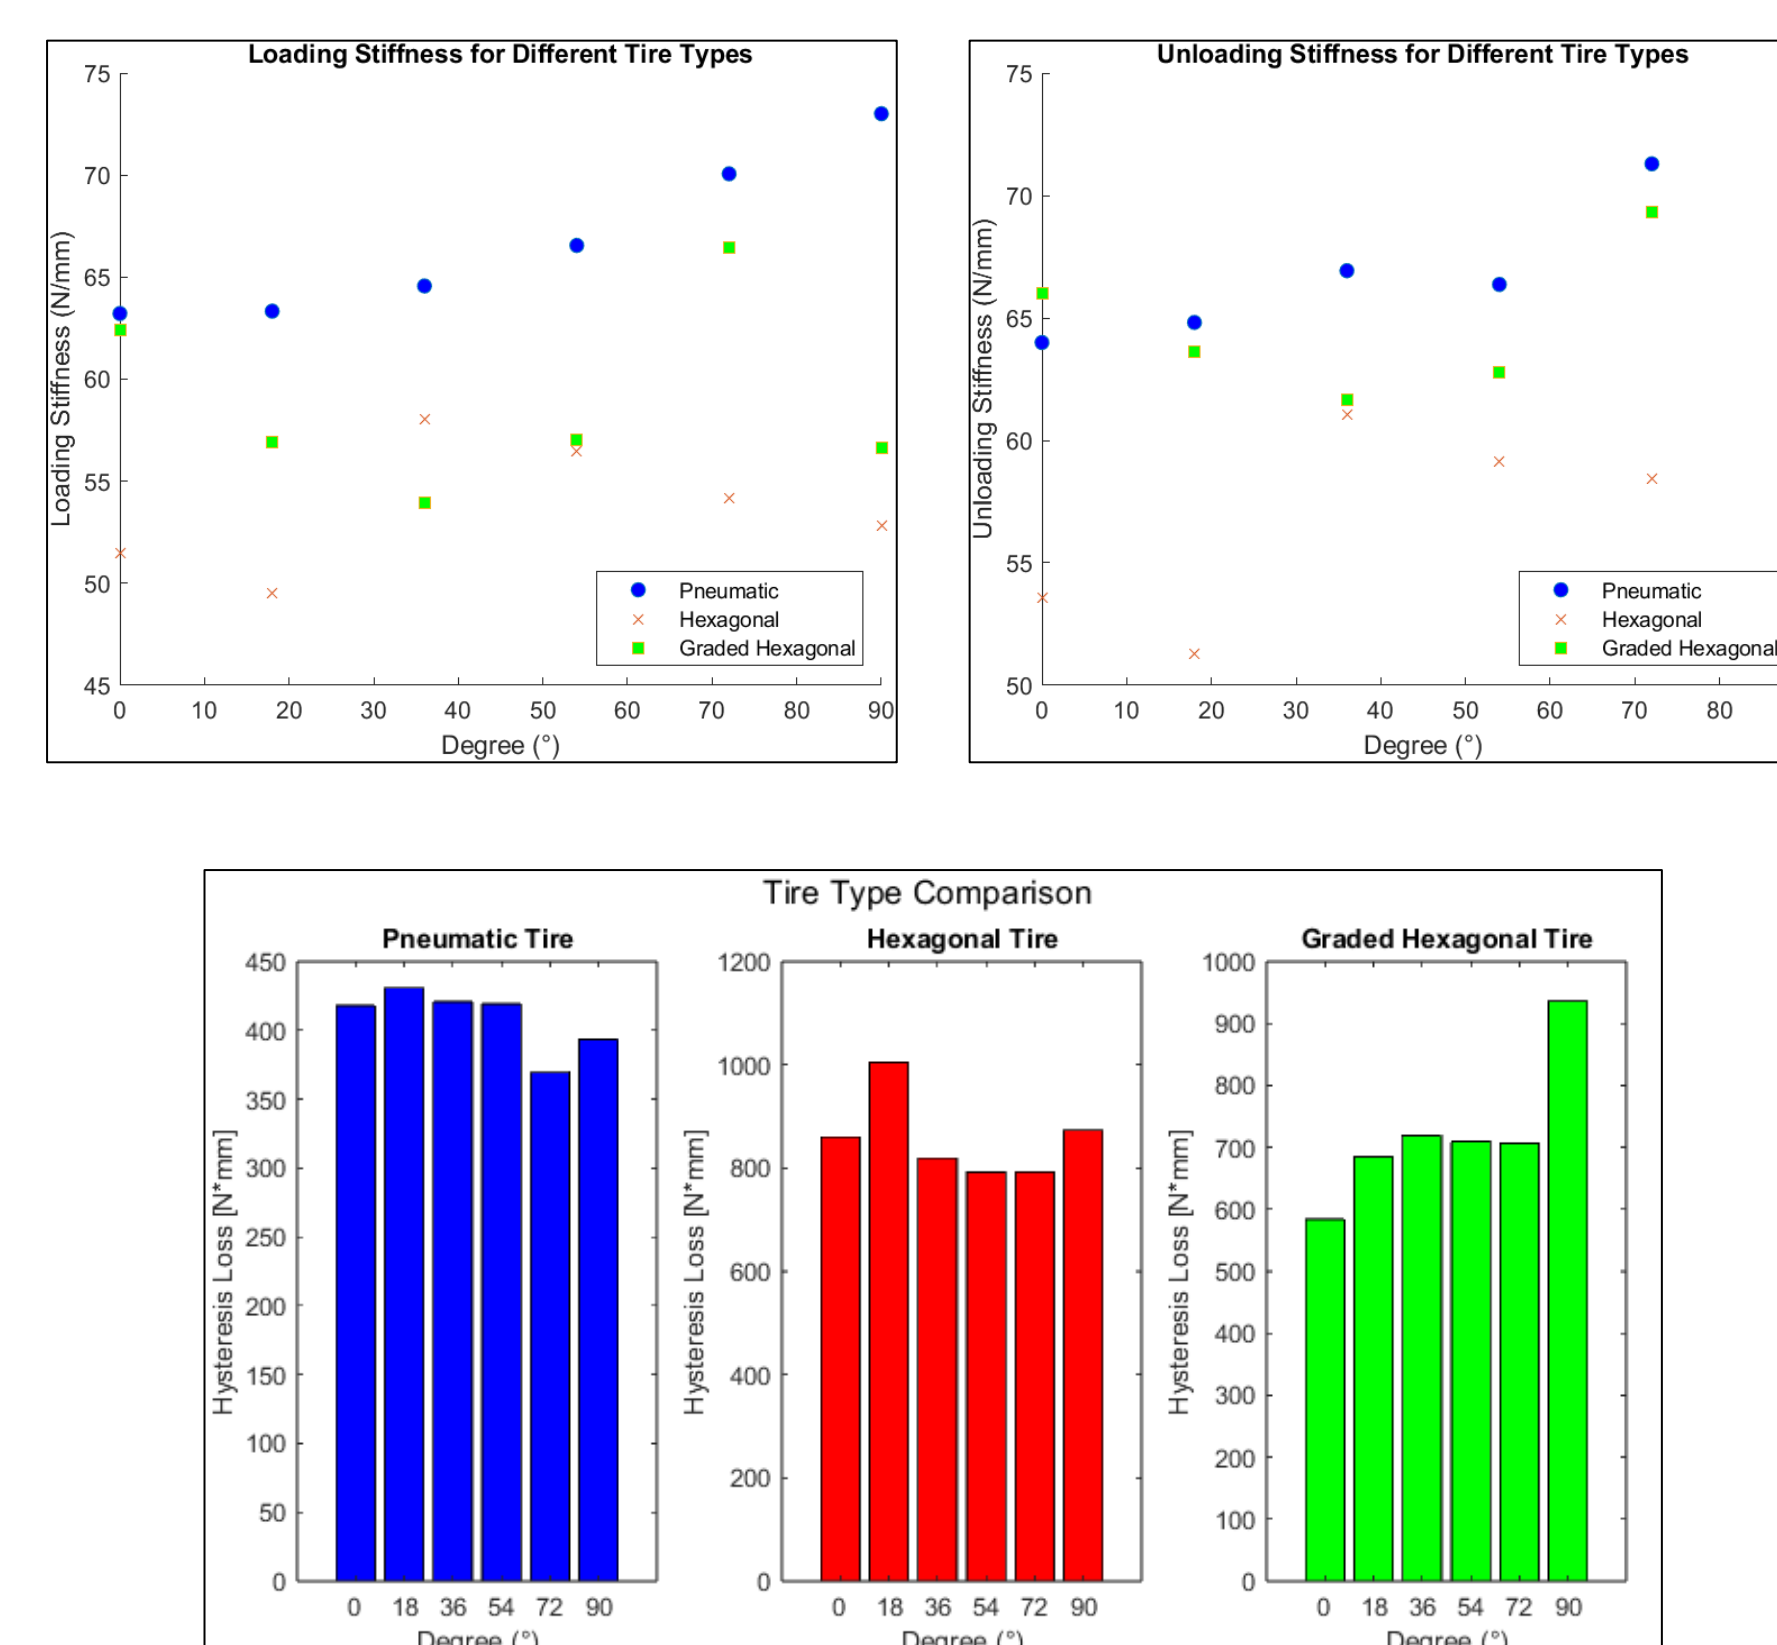 Loading Stiffness for Different Tire Types
75
70
65
60
55
50
45
Loading Stiffness (N/mm)
0 10 20 30 40 50 60 70 80 90
Degree (°)
Pneumatic
Hexagonal
Graded Hexagonal
Unloading Stiffness for Different Tire Types
75
70
65
60
55
50
Unloading Stiffness (N/mm)
0 10 20 30 40 50 60 70 80
Degree (°)
Pneumatic
Hexagonal
Graded Hexagonal
Tire Type Comparison
Pneumatic Tire
450
400
350
300
250
200
150
100
50
0
Hysteresis Loss [N*mm]
0 18 36 54 72 90
Degree (°)
Hexagonal Tire
1200
1000
800
600
400
200
0
Hysteresis Loss [N*mm]
0 18 36 54 72 90
Degree (°)
Graded Hexagonal Tire
1000
900
800
700
600
500
400
300
200
100
0
Hysteresis Loss [N*mm]
0 18 36 54 72 90
Degree (°)